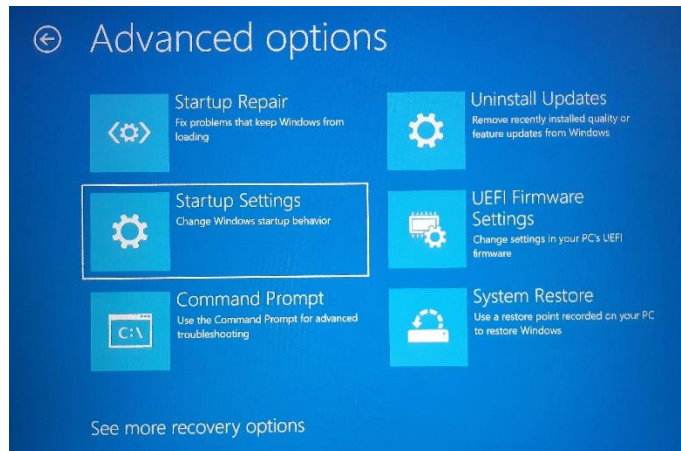 Advanced options
Startup Repair
Fix problems that keep Windows from
loading
Startup Settings
Change Windows startup behavior
Command Prompt
Use the Command Prompt for advanced
troubleshooting
C:\
Uninstall Updates
Remove recently installed quality or
feature updates from Windows
UEFI Firmware
Settings
Change settings in your PC's UEFI
firmware
System Restore
Use a restore point recorded on your PC
to restore Windows
See more recovery options